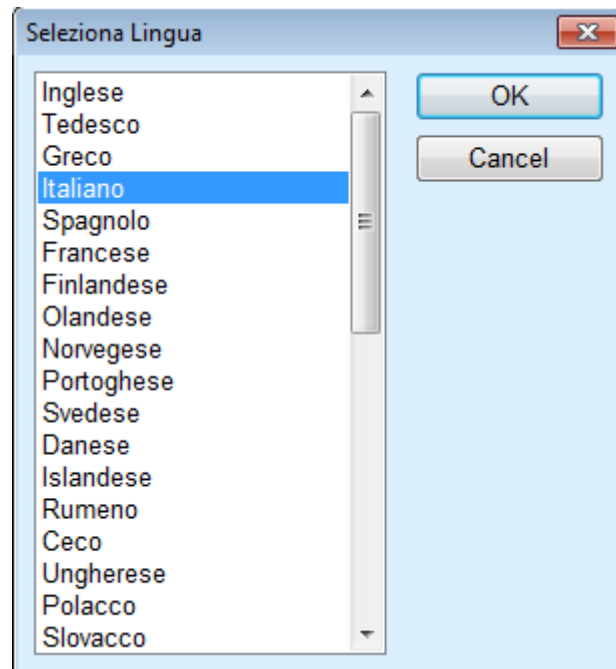 Seleziona Lingua
Inglese
Tedesco
Greco
Italiano
Spagnolo
Francese
Finlandese
Olandese
Norvegese
Portoghese
Svedese
Danese
Islandese
Rumeno
Ceco
Ungherese
Polacco
Slovacco
OK
Cancel